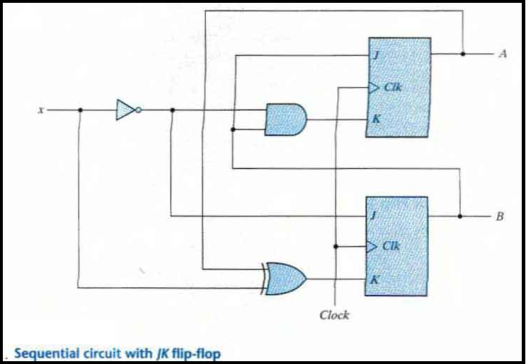 J
A
Clk
x
K
J
B
Clk
K
Clock
Sequential circuit with JK flip-flop